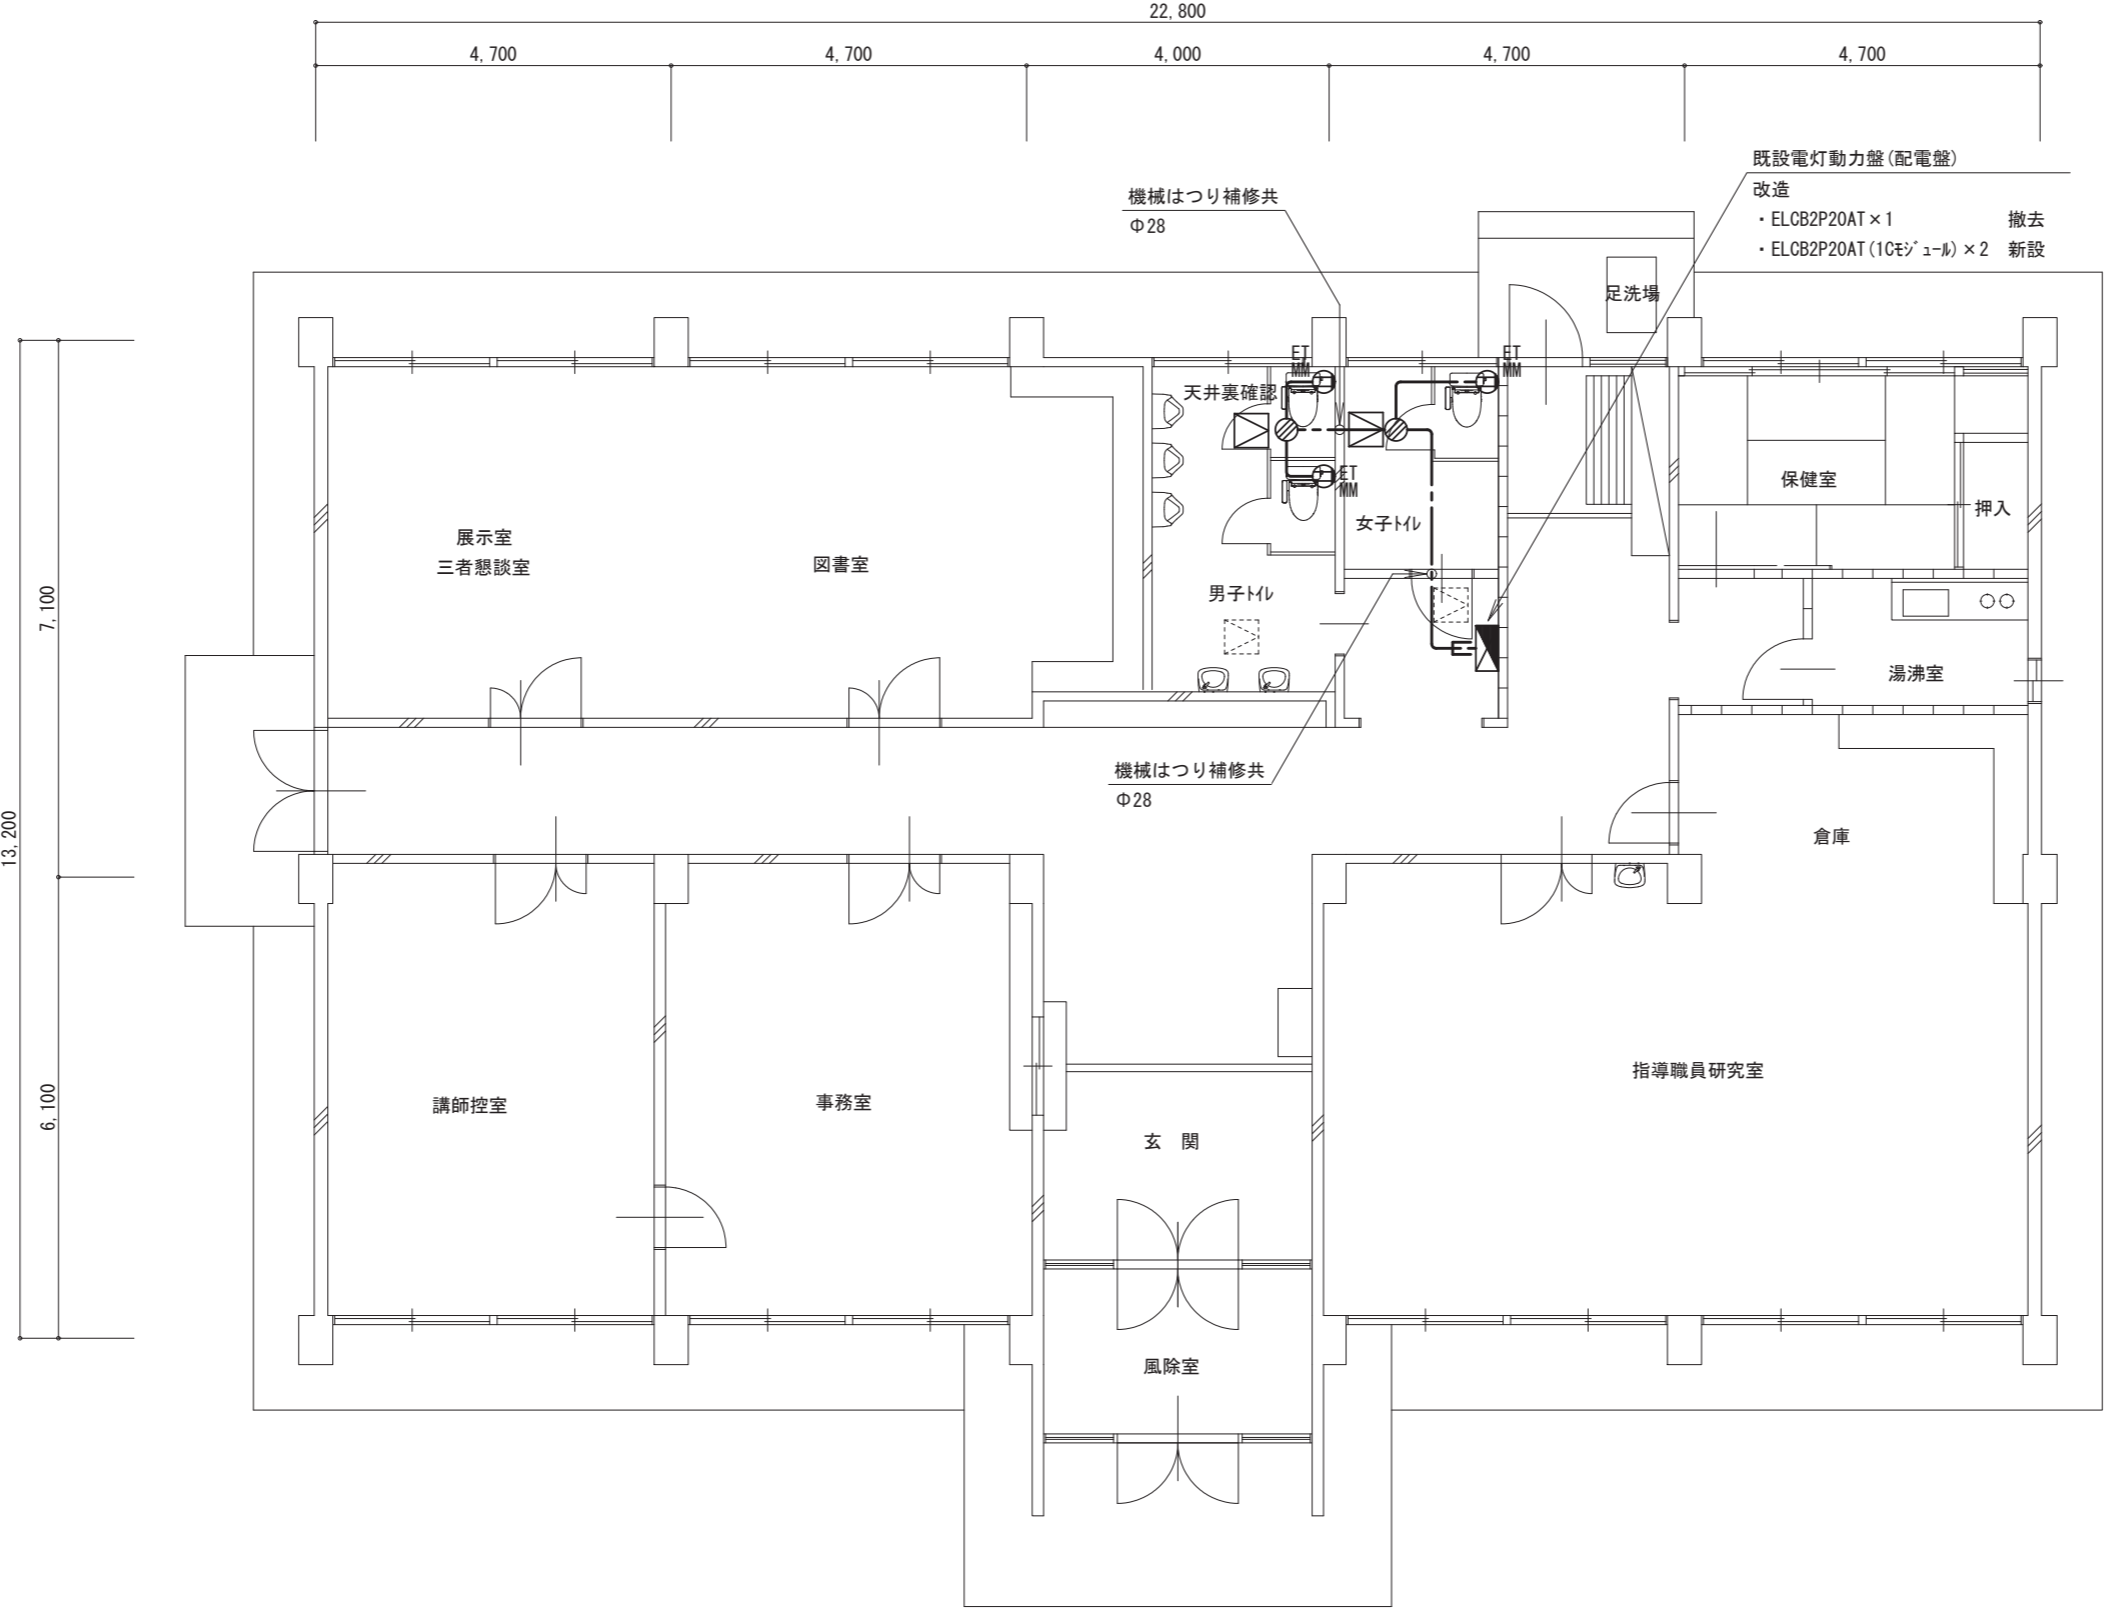 22,800
4,700
4,700
4,000
4,700
4,700
既設電灯動力盤(配電盤)
改造
・ELCB2P20AT×1 撤去
・ELCB2P20AT(1Cﾓｼﾞｭｰﾙ)×2 新設
機械はつり補修共
Φ28
足洗場
ET
MM
ET
MM
天井裏確認
ET
MM
保健室
押入
女子ﾄｲﾚ
展示室
三者懇談室
図書室
男子ﾄｲﾚ
7,100
湯沸室
機械はつり補修共
Φ28
13,200
倉庫
指導職員研究室
6,100
講師控室
事務室
玄　関
風除室